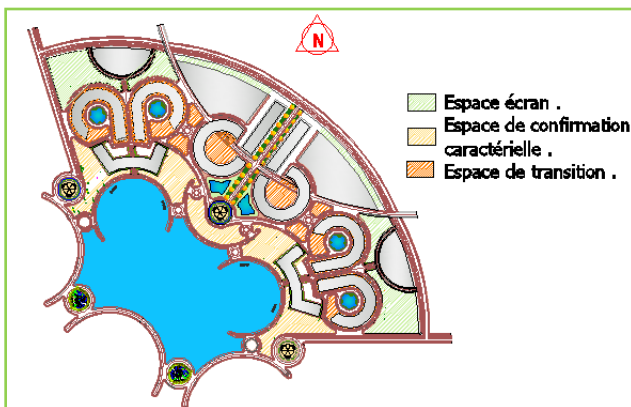 N
Espace écran .
Espace de confirmation
caractérielle .
Espace de transition .